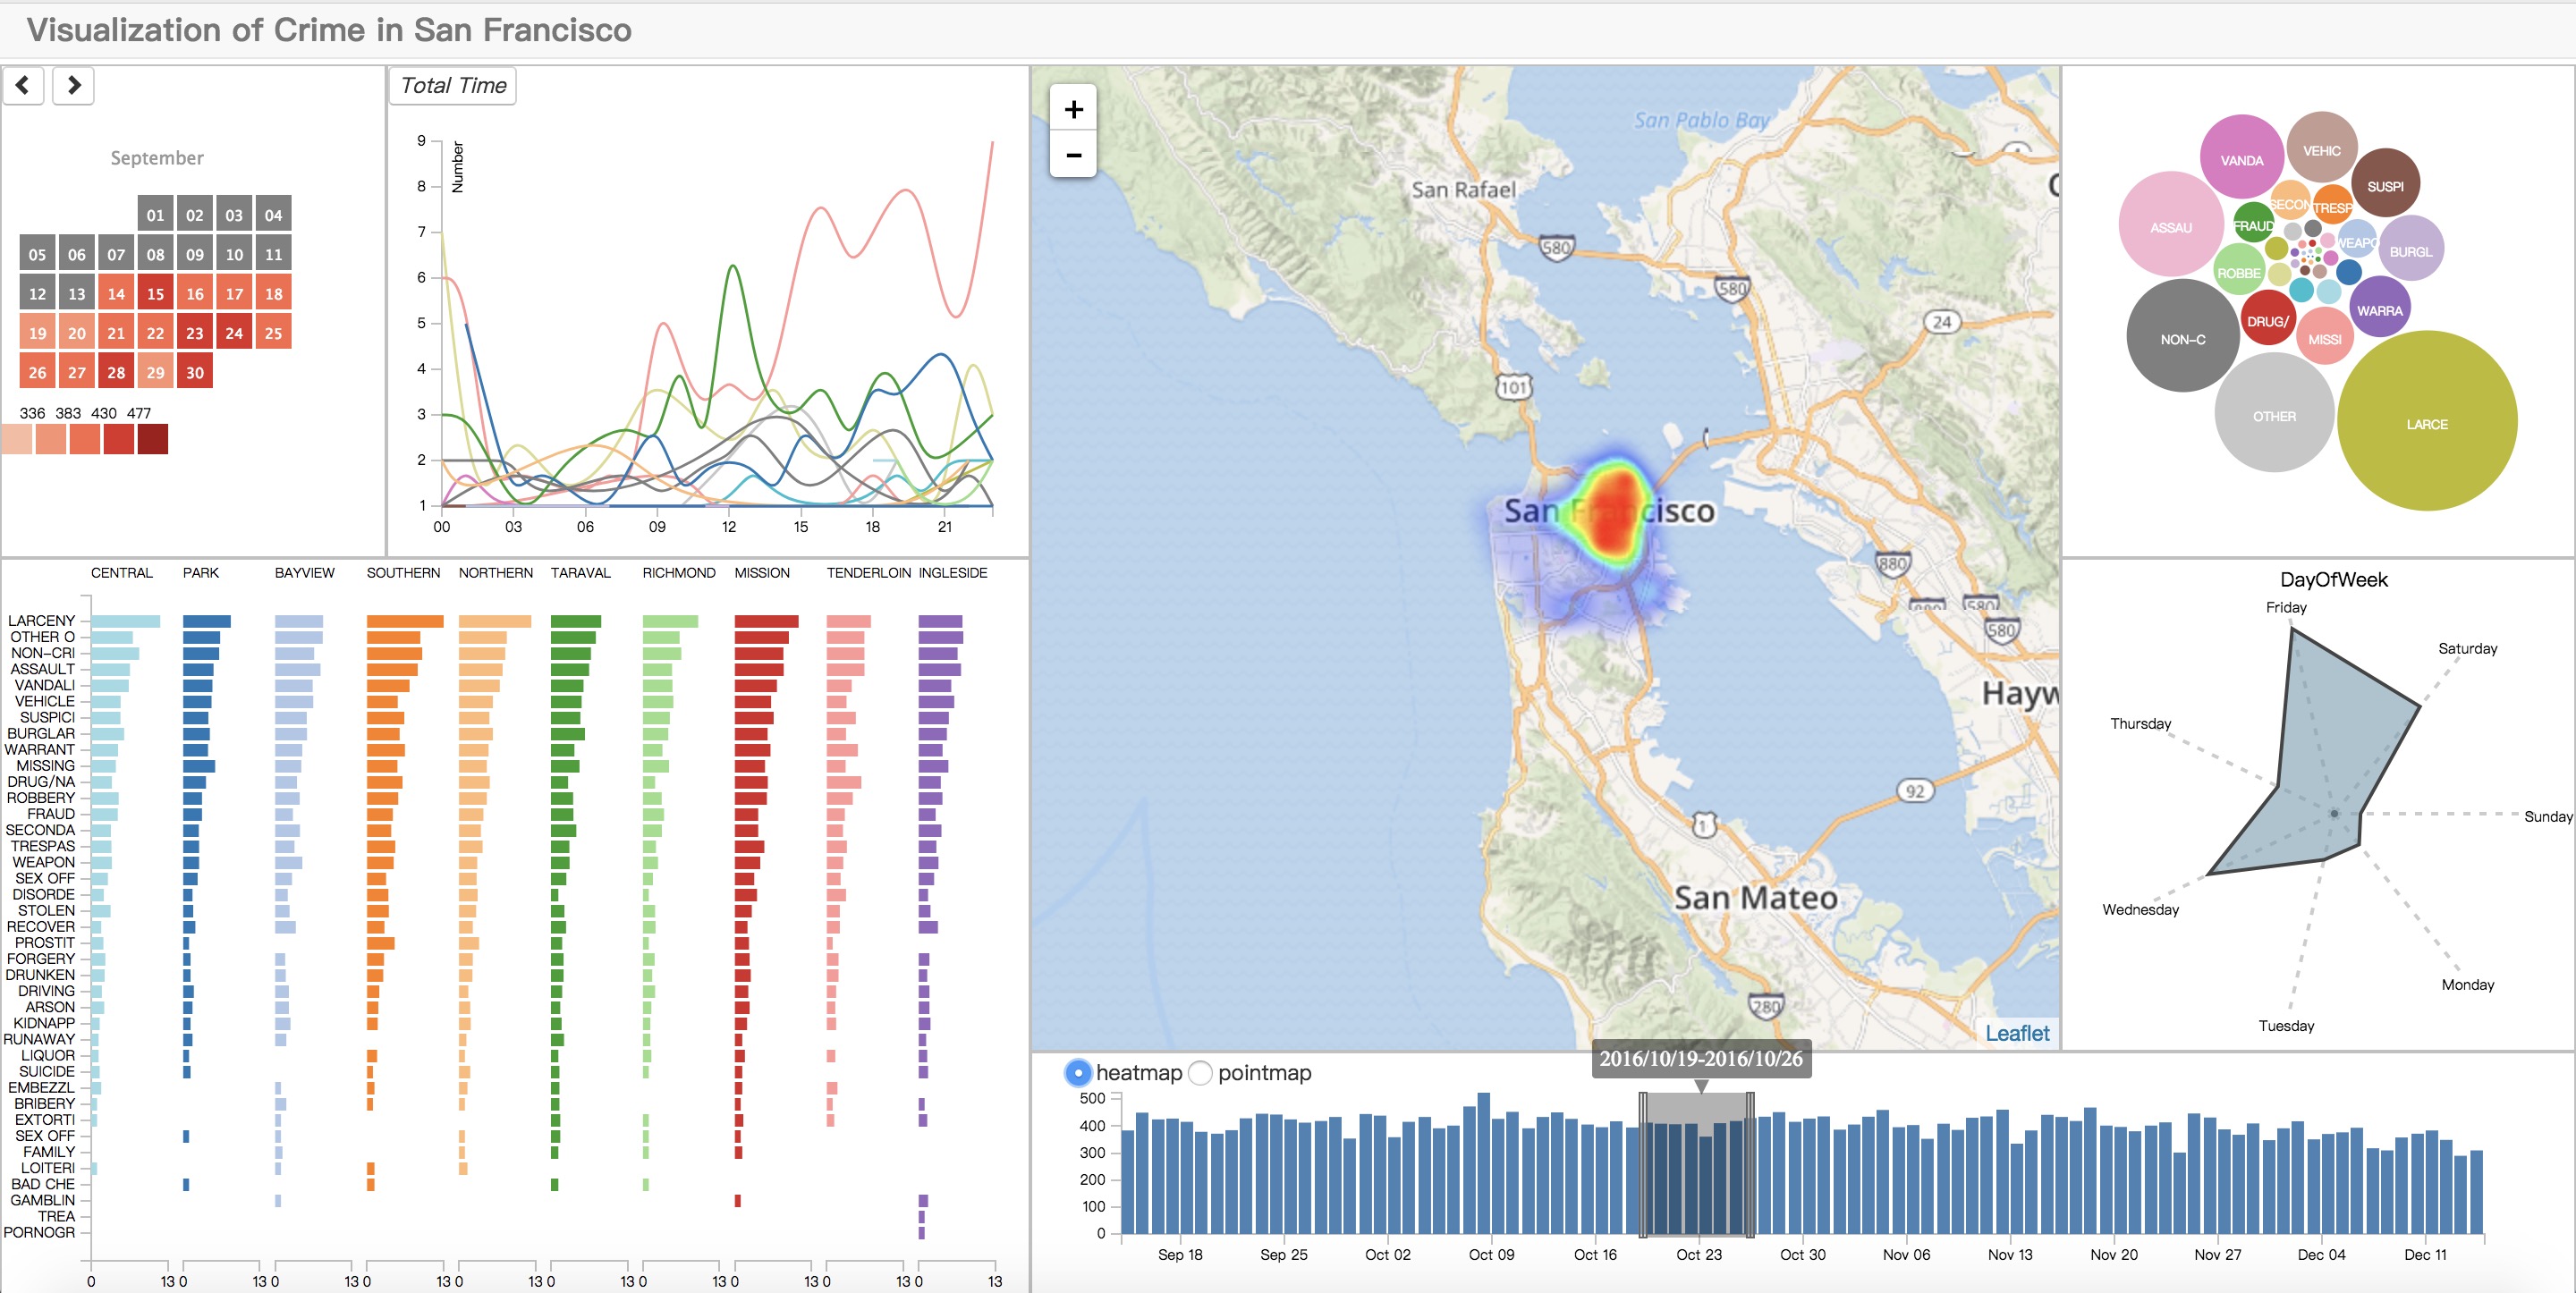 Visualization of Crime in San Francisco
Total Time
September
01 02 03 04
05 06 07 08 09 10 11
12 13 14 15 16 17 18
19 20 21 22 23 24 25
26 27 28 29 30
336 383 430 477
Number
9
8
7
6
5
4
3
2
1
00 03 06 09 12 15 18 21
+
−
San Pablo Bay
San Rafael
580
580
24
101
San Francisco
880
580
580
Hayw
92
1
San Mateo
280
Leaflet
VANDA
VEHIC
SUSPI
ASSAU
SECON
TRESP
FRAUD
WEAPO
BURGL
ROBBE
WARRA
DRUG/
MISSI
NON-C
OTHER
LARCE
CENTRAL PARK BAYVIEW SOUTHERN NORTHERN TARAVAL RICHMOND MISSION TENDERLOIN INGLESIDE
LARCENY
OTHER O
NON-CRI
ASSAULT
VANDALI
VEHICLE
SUSPICI
BURGLAR
WARRANT
MISSING
DRUG/NA
ROBBERY
FRAUD
SECONDA
TRESPAS
WEAPON
SEX OFF
DISORDE
STOLEN
RECOVER
PROSTIT
FORGERY
DRUNKEN
DRIVING
ARSON
KIDNAPP
RUNAWAY
LIQUOR
SUICIDE
EMBEZZL
BRIBERY
EXTORTI
SEX OFF
FAMILY
LOITERI
BAD CHE
GAMBLIN
TREA
PORNOGR
0 13 0 13 0 13 0 13 0 13 0 13 0 13 0 13 0 13 0 13
DayOfWeek
Friday
Saturday
Thursday
Sunday
Wednesday
Monday
Tuesday
2016/10/19-2016/10/26
heatmap pointmap
500
400
300
200
100
0
Sep 18 Sep 25 Oct 02 Oct 09 Oct 16 Oct 23 Oct 30 Nov 06 Nov 13 Nov 20 Nov 27 Dec 04 Dec 11